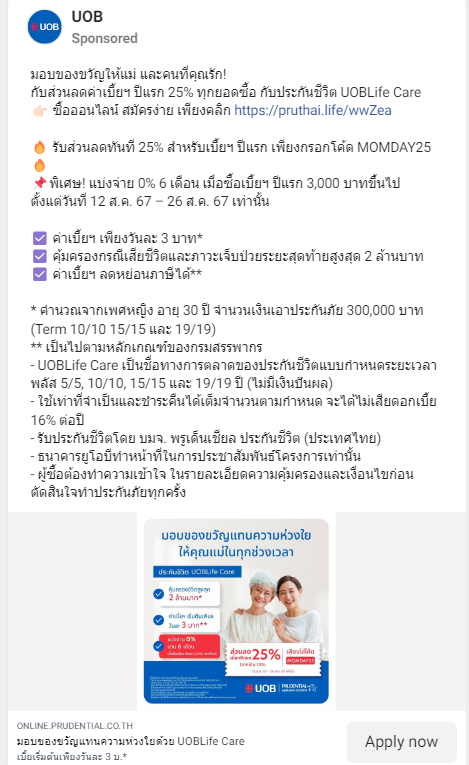 UOB
UOB
Sponsored
มอบของขวัญให้แม่ และคนที่คุณรัก!
กับส่วนลดค่าเบี้ยฯ ปีแรก 25% ทุกยอดซื้อ กับประกันชีวิต UOBLife Care
👉🏻 ซื้อออนไลน์ สมัครง่าย เพียงคลิก https://pruthai.life/wwZea
🔥 รับส่วนลดทันที 25% สำหรับเบี้ยฯ ปีแรก เพียงกรอกโค้ด MOMDAY25
🔥
📌พิเศษ! แบ่งจ่าย 0% 6 เดือน เมื่อซื้อเบี้ยฯ ปีแรก 3,000 บาทขึ้นไป
ตั้งแต่วันที่ 12 ส.ค. 67 – 26 ส.ค. 67 เท่านั้น
☑ ค่าเบี้ยฯ เพียงวันละ 3 บาท*
☑ คุ้มครองกรณีเสียชีวิตและภาวะเจ็บป่วยระยะสุดท้ายสูงสุด 2 ล้านบาท
☑ ค่าเบี้ยฯ ลดหย่อนภาษีได้**
* คำนวณจากเพศหญิง อายุ 30 ปี จำนวนเงินเอาประกันภัย 300,000 บาท
(Term 10/10 15/15 และ 19/19)
** เป็นไปตามหลักเกณฑ์ของกรมสรรพากร
- UOBLife Care เป็นชื่อทางการตลาดของประกันชีวิตแบบกำหนดระยะเวลา
พลัส 5/5, 10/10, 15/15 และ 19/19 ปี (ไม่มีเงินปันผล)
- ใช้เท่าที่จำเป็นและชำระคืนได้เต็มจำนวนตามกำหนด จะได้ไม่เสียดอกเบี้ย
16% ต่อปี
- รับประกันชีวิตโดย บมจ. พรูเด็นเชียล ประกันชีวิต (ประเทศไทย)
- ธนาคารยูโอบีทำหน้าที่ในการประชาสัมพันธ์โครงการเท่านั้น
- ผู้ซื้อต้องทำความเข้าใจ ในรายละเอียดความคุ้มครองและเงื่อนไขก่อน
ตัดสินใจทำประกันภัยทุกครั้ง
มอบของขวัญแทนความห่วงใย
ให้คุณแม่ในทุกช่วงเวลา
ประกันชีวิต UOBLife Care
คุ้มครองชีวิตสูงสุด
2 ล้านบาท*
ค่าเบี้ยฯ เริ่มต้นเพียง
วันละ 3 บาท**
แบ่งจ่าย 0%
นาน 6 เดือน
ส่วนลด
25%
เพียงใส่โค้ด
MOMDAY25
UOB
PRUDENTIAL
ONLINE.PRUDENTIAL.CO.TH
มอบของขวัญแทนความห่วงใยด้วย UOBLife Care
เบี้ยเริ่มต้นเพียงวันละ 3 บ.*
Apply now